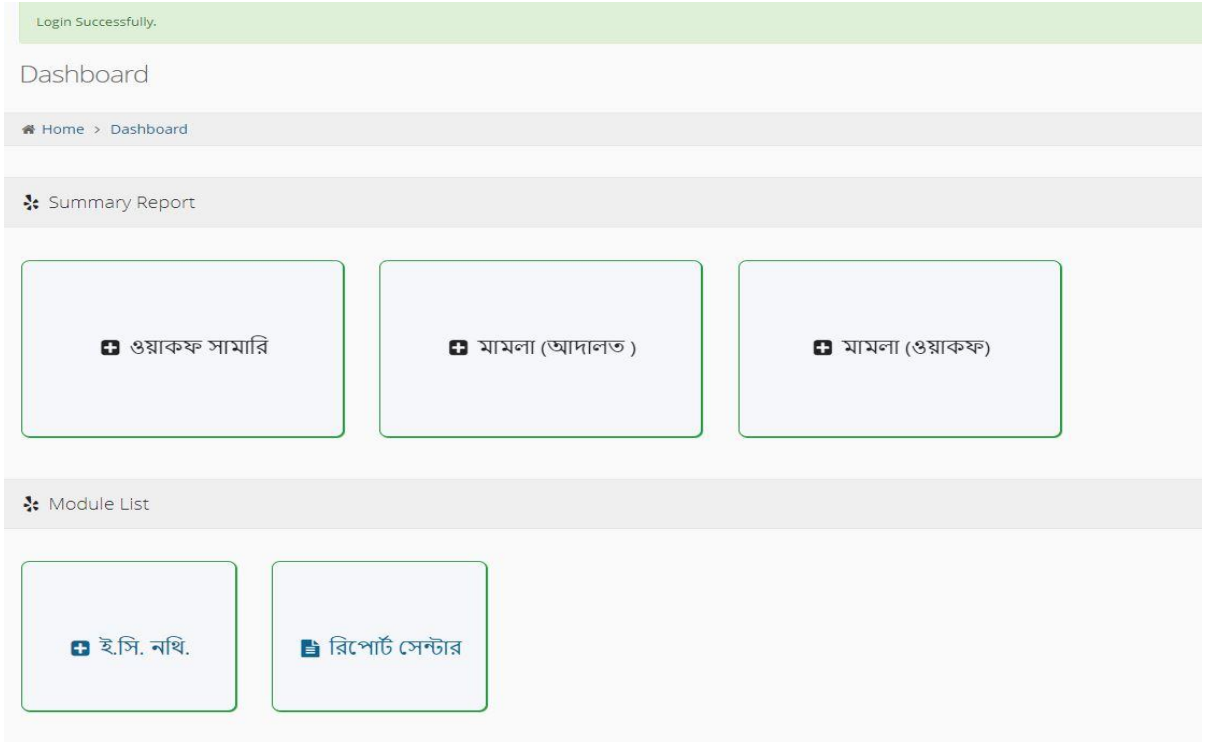 Login Successfully.
Dashboard
Home > Dashboard
Summary Report
ওয়াকফ সামারি
মামলা (আদালত )
মামলা (ওয়াকফ)
Module List
ই.সি. নথি.
রিপোর্ট সেন্টার